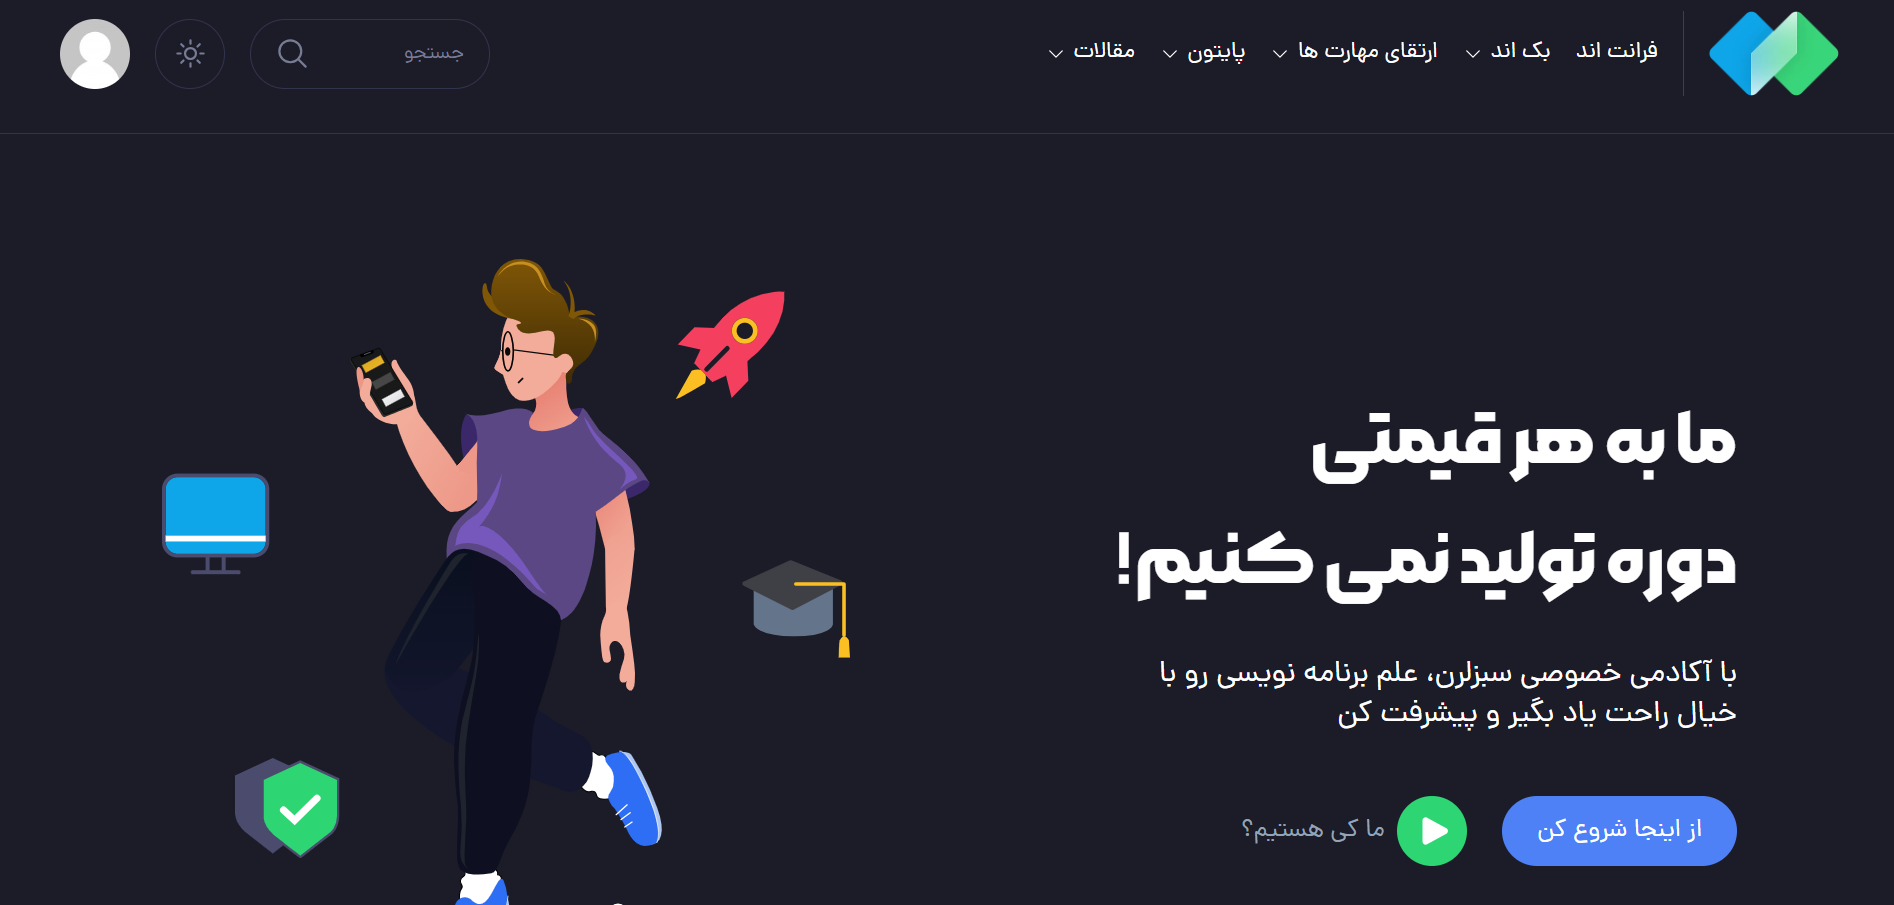 فرانت اند
بک اند
ارتقای مهارت ها
پایتون
مقالات
جستجو
ما به هر قیمتی
دوره تولید نمی کنیم!
با آکادمی خصوصی سبزلرن، علم برنامه نویسی رو با
خیال راحت یاد بگیر و پیشرفت کن
از اینجا شروع کن
ما کی هستیم؟